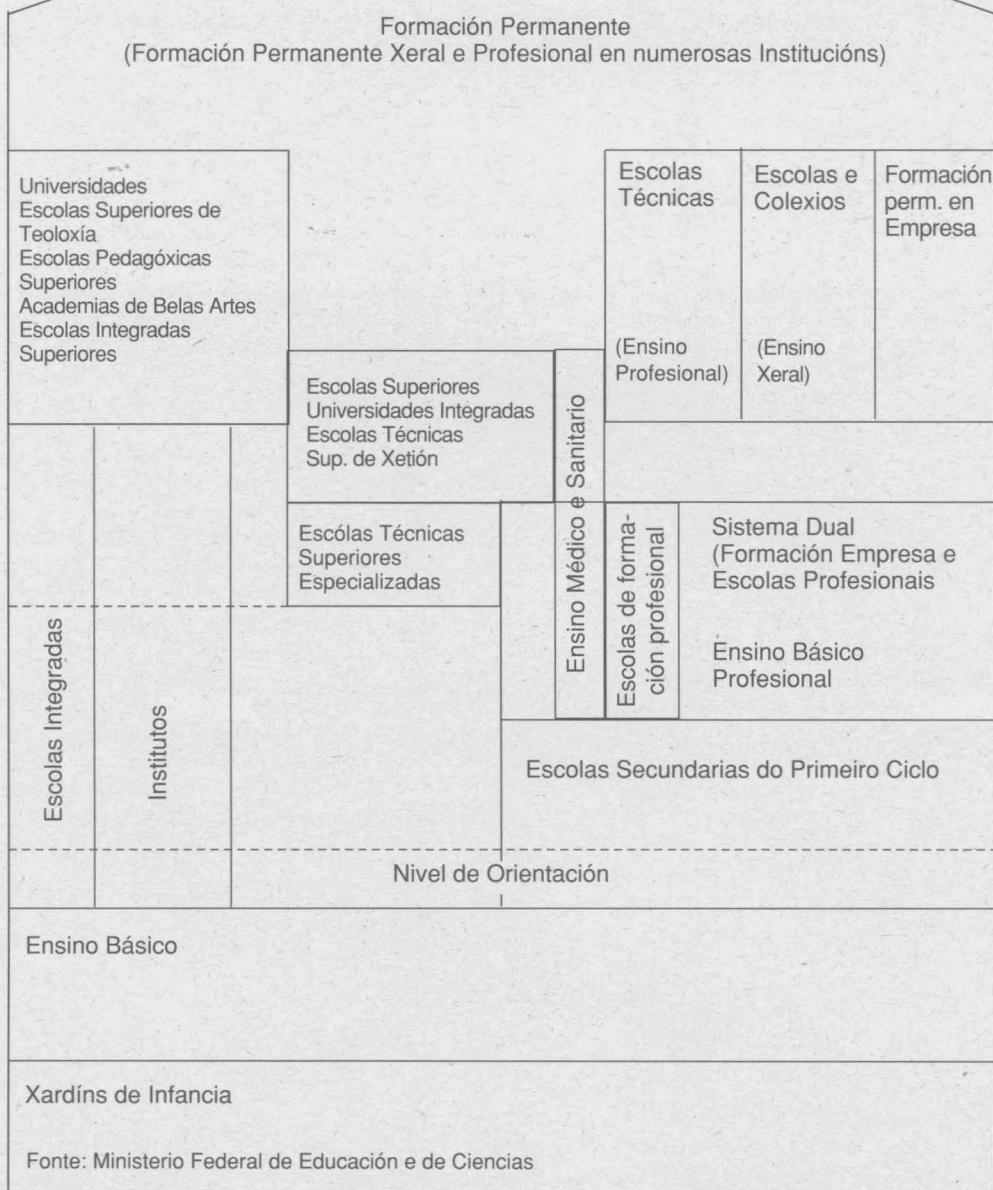 Formación Permanente
(Formación Permanente Xeral e Profesional en numerosas Institucións)
Universidades
Escolas Superiores de
Teoloxía
Escolas Pedagóxicas
Superiores
Academias de Belas Artes
Escolas Integradas
Superiores
Escolas
Técnicas
(Ensino
Profesional)
Escolas e
Colexios
(Ensino
Xeral)
Formación
perm. en
Empresa
Escolas Superiores
Universidades Integradas
Escolas Técnicas
Sup. de Xetión
Escólas Técnicas
Superiores
Especializadas
Ensino Médico e Sanitario
Escolas de forma-
ción profesional
Sistema Dual
(Formación Empresa e
Escolas Profesionais
Ensino Básico
Profesional
Escolas Integradas
Institutos
Escolas Secundarias do Primeiro Ciclo
Nivel de Orientación
Ensino Básico
Xardíns de Infancia
Fonte: Ministerio Federal de Educación e de Ciencias